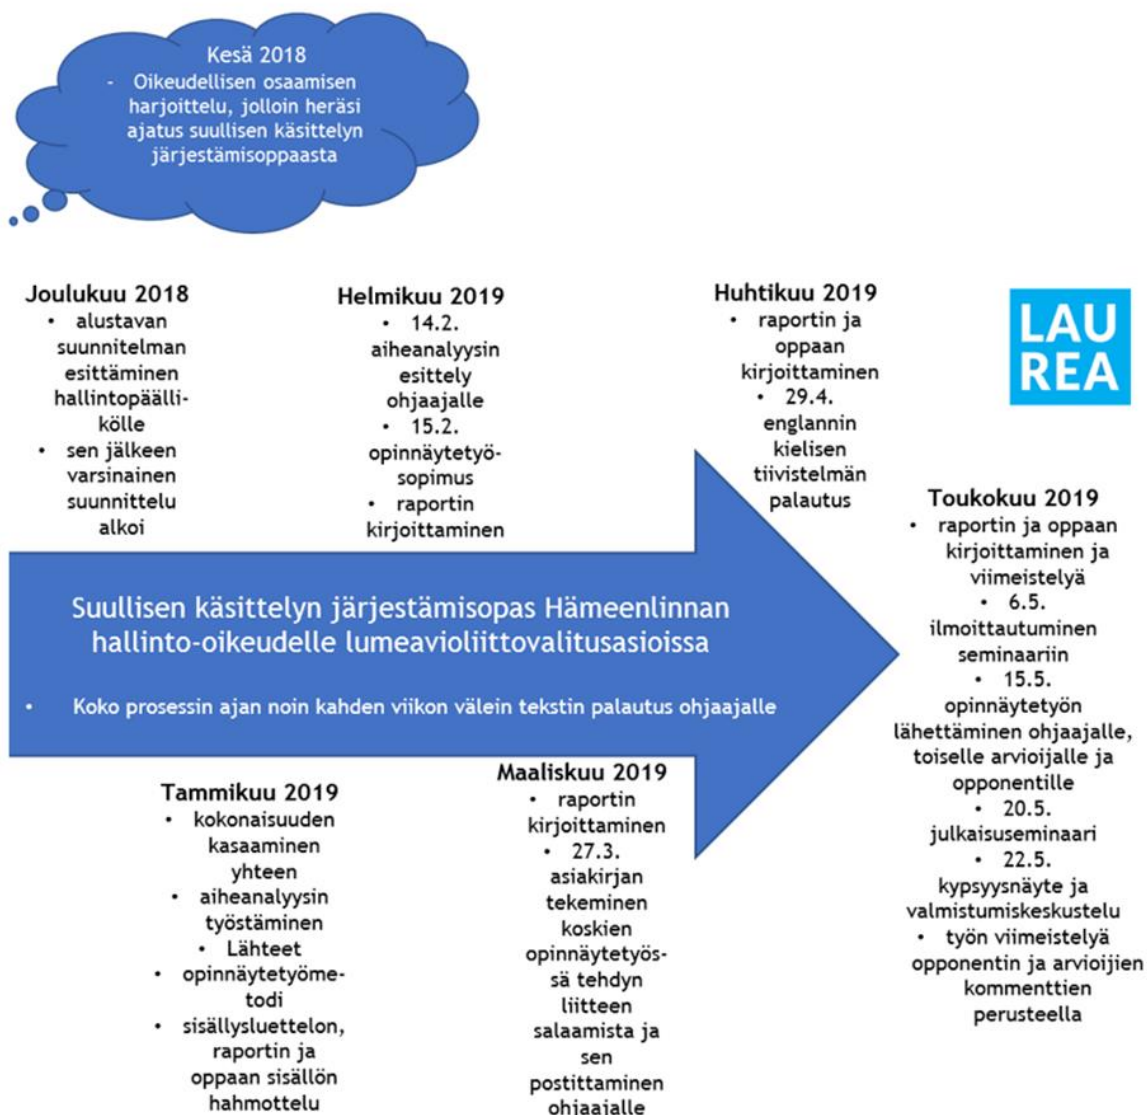 Kesä 2018
- Oikeudellisen osaamisen
harjoittelu, jolloin heräsi
ajatus suullisen käsittelyn
järjestämisoppaasta
Joulukuu 2018
• alustavan
suunnitelman
esittäminen
hallintopäälli-
kölle
• sen jälkeen
varsinainen
suunnittelu
alkoi
Helmikuu 2019
• 14.2.
aiheanalyysin
esittely
ohjaajalle
• 15.2.
opinnäytetyö-
sopimus
• raportin
kirjoittaminen
Huhtikuu 2019
• raportin ja
oppaan
kirjoittaminen
• 29.4.
englannin
kielisen
tiivistelmän
palautus
LAU
REA
Suullisen käsittelyn järjestämisopas Hämeenlinnan
hallinto-oikeudelle lumeavioliittovalitusasioissa
• Koko prosessin ajan noin kahden viikon välein tekstin palautus ohjaajalle
Toukokuu 2019
• raportin ja oppaan
kirjoittaminen ja
viimeistelyä
• 6.5.
ilmoittautuminen
seminaariin
• 15.5.
opinnäytetyön
lähettäminen ohjaajalle,
toiselle arvioijalle ja
opponentille
• 20.5.
julkaisuseminaari
• 22.5.
kypsyysnäyte ja
valmistumiskeskustelu
• työn viimeistelyä
opponentin ja arvioijien
kommenttien
perusteella
Tammikuu 2019
• kokonaisuuden
kasaaminen
yhteen
• aiheanalyysin
työstäminen
• Lähteet
• opinnäytetyöme-
todi
• sisällysluettelon,
raportin ja
oppaan sisällön
hahmottelu
Maaliskuu 2019
• raportin
kirjoittaminen
• 27.3.
asiakirjan
tekeminen
koskien
opinnäytetyös-
sä tehdyn
liitteen
salaamista ja
sen
postittaminen
ohjaajalle